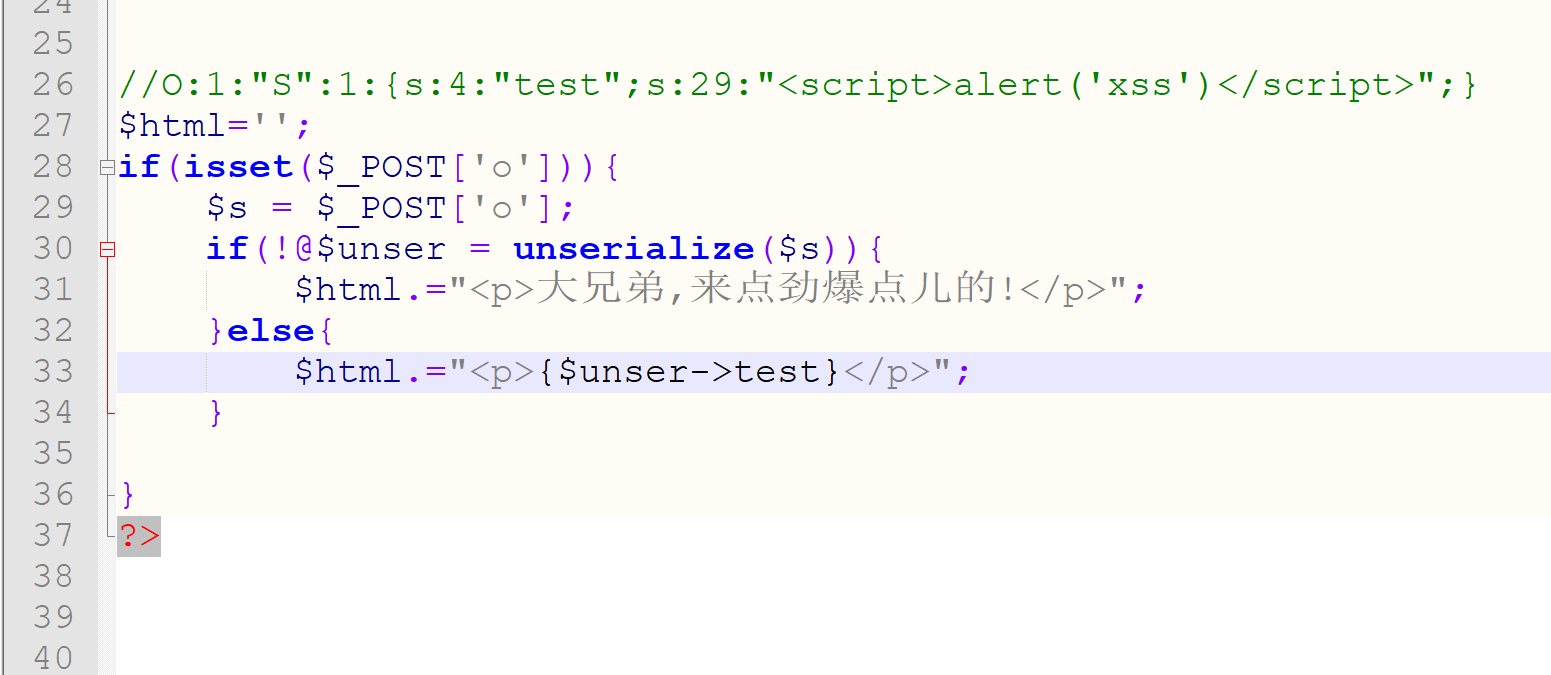 24
25
26 //O:1:"S":1:{s:4:"test";s:29:"<script>alert('xss')</script>";}
27 $html='';
28 if(isset($_POST['o'])){
29 $s = $_POST['o'];
30 if(!@$unser = unserialize($s)){
31 $html.="<p>大兄弟,来点劲爆点儿的!</p>";
32 }else{
33 $html.="<p>{$unser->test}</p>";
34 }
35
36 }
37 ?>
38
39
40